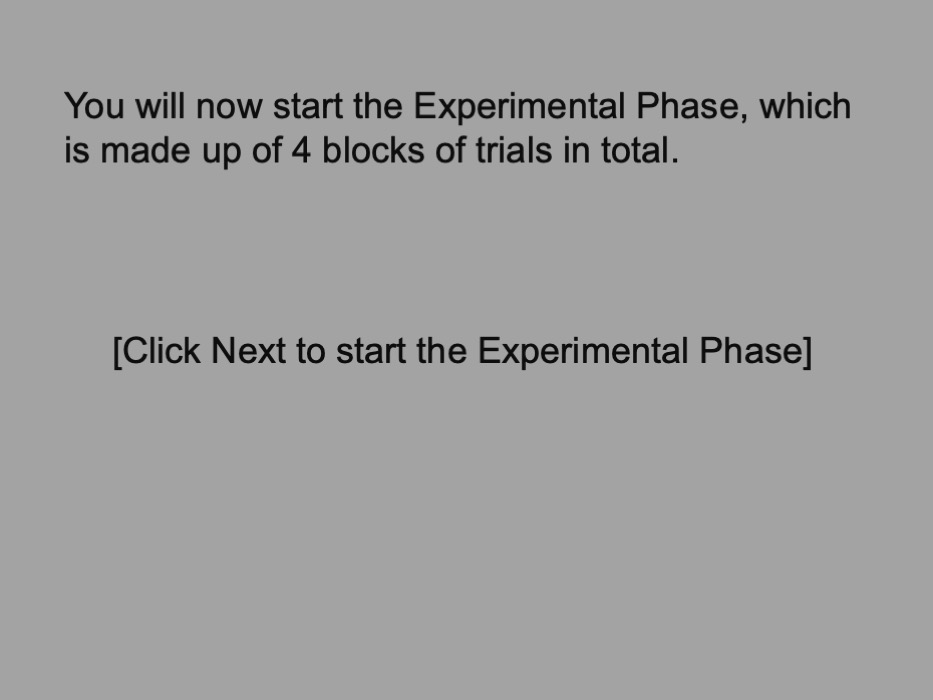 You will now start the Experimental Phase, which
is made up of 4 blocks of trials in total.
[Click Next to start the Experimental Phase]